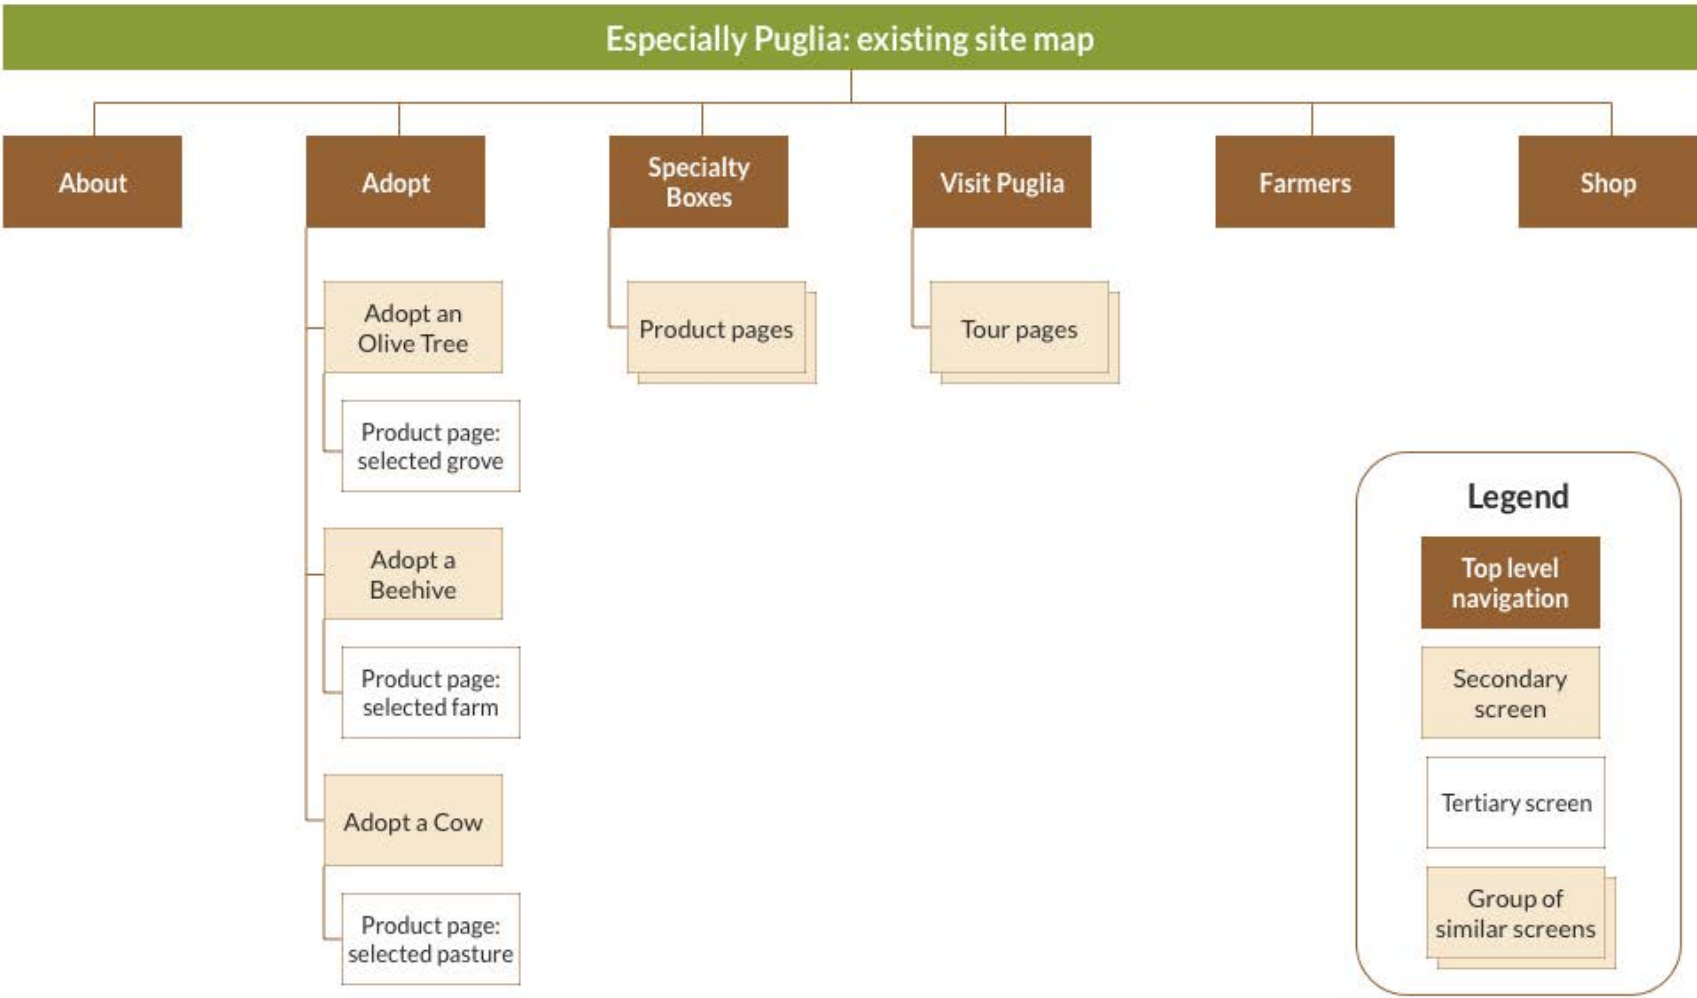 Especially Puglia: existing site map
About
Adopt
Specialty
Boxes
Visit Puglia
Farmers
Shop
Adopt an
Olive Tree
Product page:
selected grove
Adopt a
Beehive
Product page:
selected farm
Adopt a Cow
Product page:
selected pasture
Product pages
Tour pages
Legend
Top level
navigation
Secondary
screen
Tertiary screen
Group of
similar screens